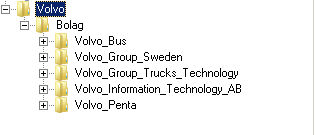 Volvo
Bolag
Volvo_Bus
Volvo_Group_Sweden
Volvo_Group_Trucks_Technology
Volvo_Information_Technology_AB
Volvo_Penta